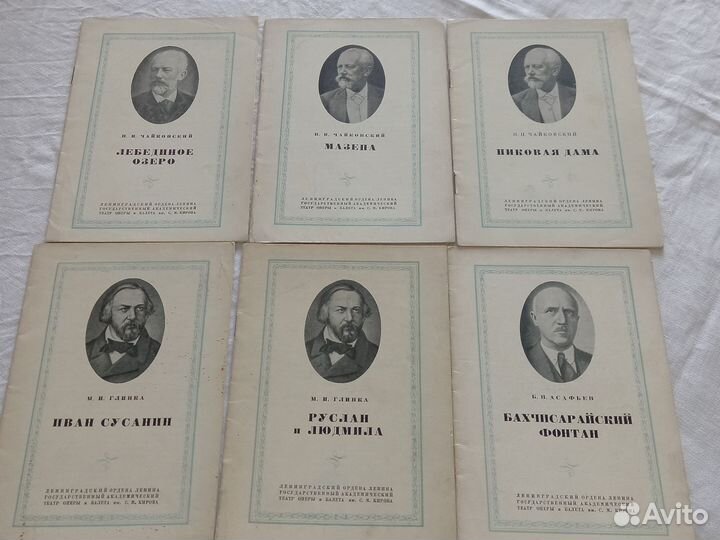 П. И. ЧАЙКОВСКИЙ
ЛЕБЕДИНОЕ
ОЗЕРО
ЛЕНИНГРАДСКИЙ ОРДЕНА ЛЕНИНА
ГОСУДАРСТВЕННЫЙ АКАДЕМИЧЕСКИЙ
ТЕАТР ОПЕРЫ и БАЛЕТА им. С. М. КИРОВА
П. И. ЧАЙКОВСКИЙ
МАЗЕПА
ЛЕНИНГРАДСКИЙ ОРДЕНА ЛЕНИНА
ГОСУДАРСТВЕННЫЙ АКАДЕМИЧЕСКИЙ
ТЕАТР ОПЕРЫ и БАЛЕТА им. С. М. КИРОВА
П. И. ЧАЙКОВСКИЙ
ПИКОВАЯ ДАМА
ЛЕНИНГРАДСКИЙ ОРДЕНА ЛЕНИНА
ГОСУДАРСТВЕННЫЙ АКАДЕМИЧЕСКИЙ
ТЕАТР ОПЕРЫ и БАЛЕТА им. С. М. КИРОВА
М. И. ГЛИНКА
ИВАН СУСАНИН
ЛЕНИНГРАДСКИЙ ОРДЕНА ЛЕНИНА
ГОСУДАРСТВЕННЫЙ АКАДЕМИЧЕСКИЙ
ТЕАТР ОПЕРЫ и БАЛЕТА им. С. М. КИРОВА
М. И. ГЛИНКА
РУСЛАН
и ЛЮДМИЛА
ЛЕНИНГРАДСКИЙ ОРДЕНА ЛЕНИНА
ГОСУДАРСТВЕННЫЙ АКАДЕМИЧЕСКИЙ
ТЕАТР ОПЕРЫ и БАЛЕТА им. С. М. КИРОВА
Б. В. АСАФЬЕВ
БАХЧИСАРАЙСКИЙ
ФОНТАН
ЛЕНИНГРАДСКИЙ ОРДЕНА ЛЕНИНА
ГОСУДАРСТВЕННЫЙ АКАДЕМИЧЕСКИЙ
ТЕАТР ОПЕРЫ и БАЛЕТА им. С. М. КИРОВА
Avito